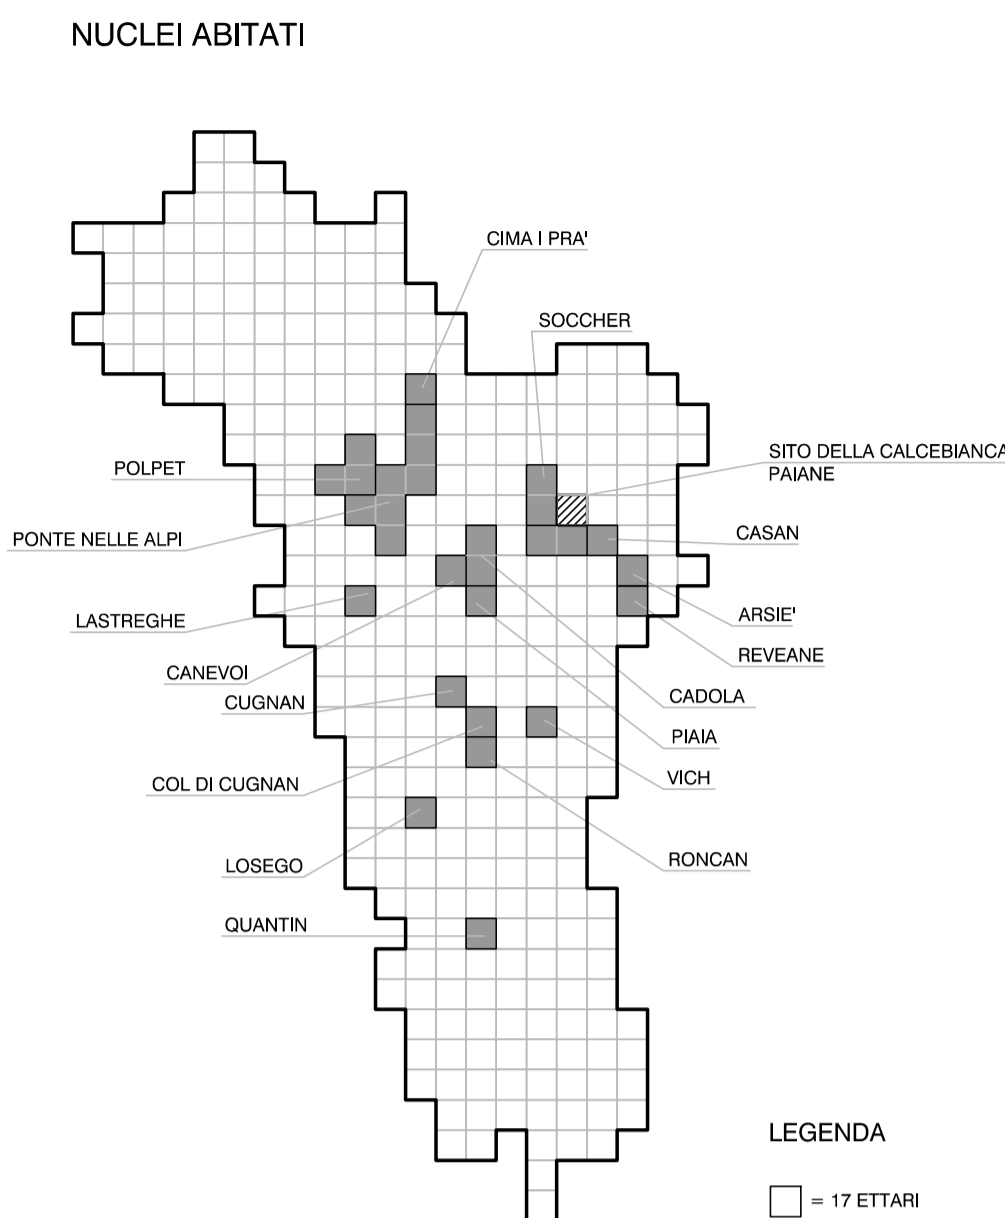 NUCLEI ABITATI
CIMA I PRA'
SOCCHER
POLPET
SITO DELLA CALCEBIANCA
PAIANE
PONTE NELLE ALPI
CASAN
LASTREGHE
ARSIE'
REVEANE
CANEVOI
CUGNAN
CADOLA
PIAIA
VICH
COL DI CUGNAN
LOSEGO
RONCAN
QUANTIN
LEGENDA
= 17 ETTARI